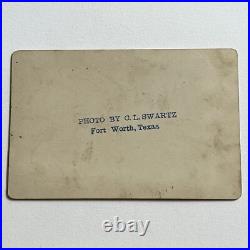 PHOTO BY C. L. SWARTZ
Fort Worth, Texas